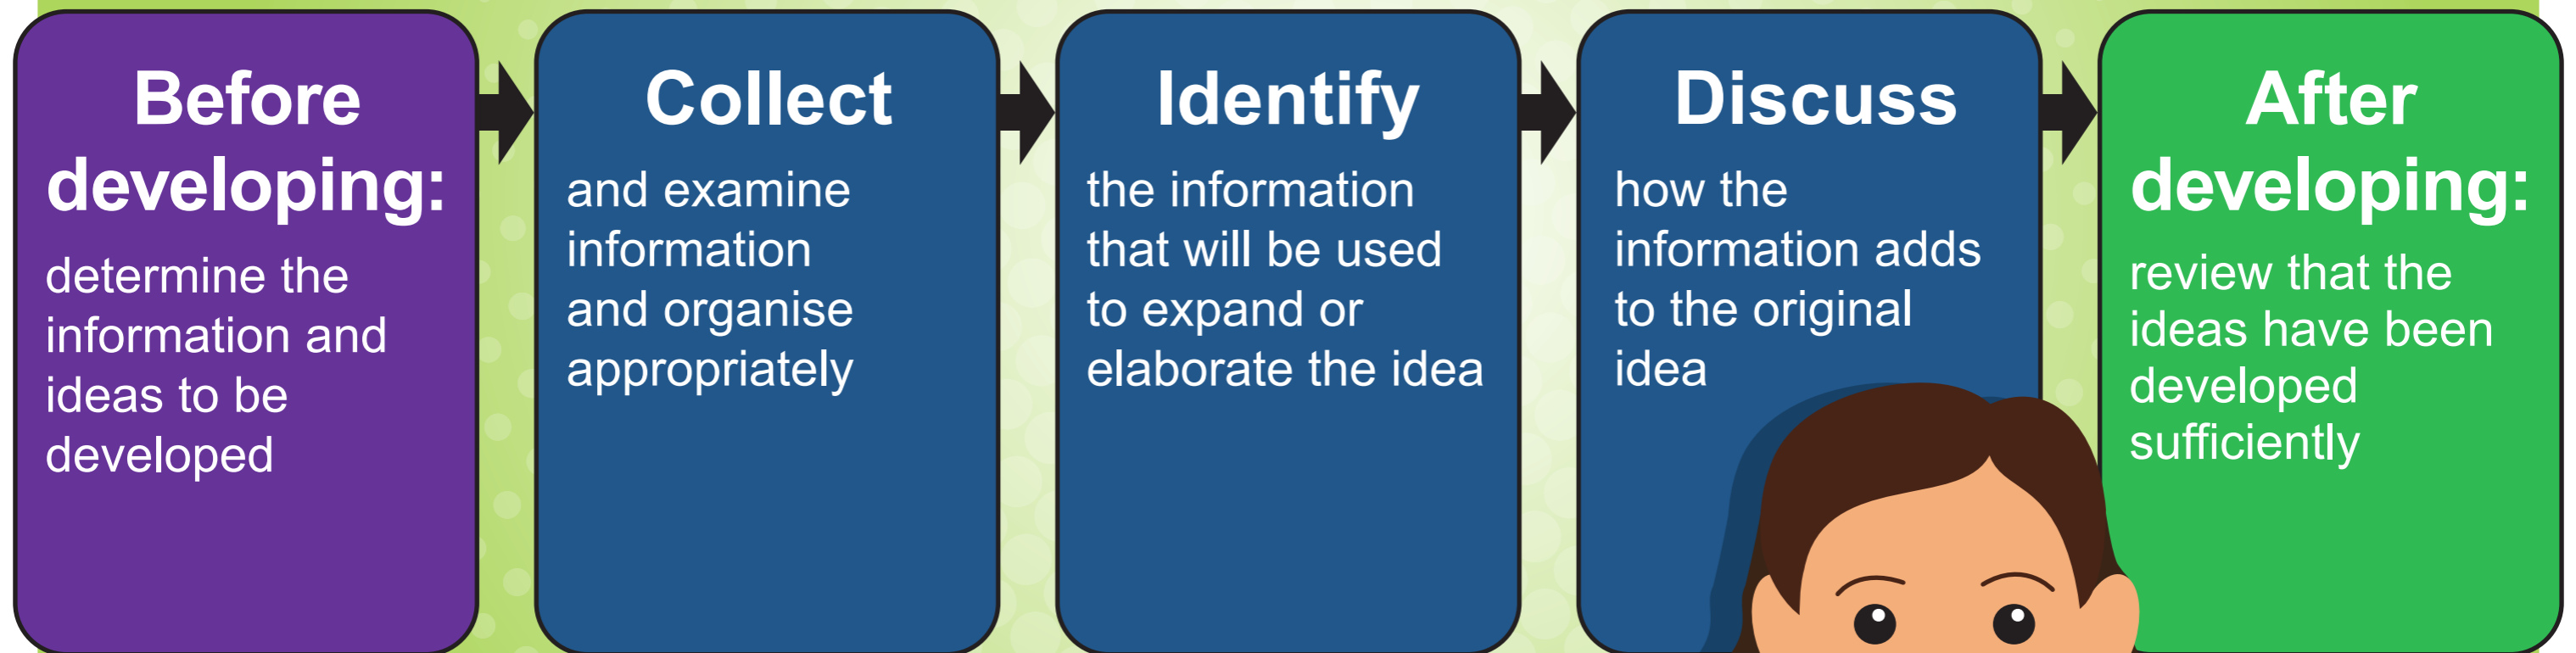 Before
developing:
determine the
information and
ideas to be
developed
Collect
and examine
information
and organise
appropriately
Identify
the information
that will be used
to expand or
elaborate the idea
Discuss
how the
information adds
to the original
idea
After
developing:
review that the
ideas have been
developed
sufficiently